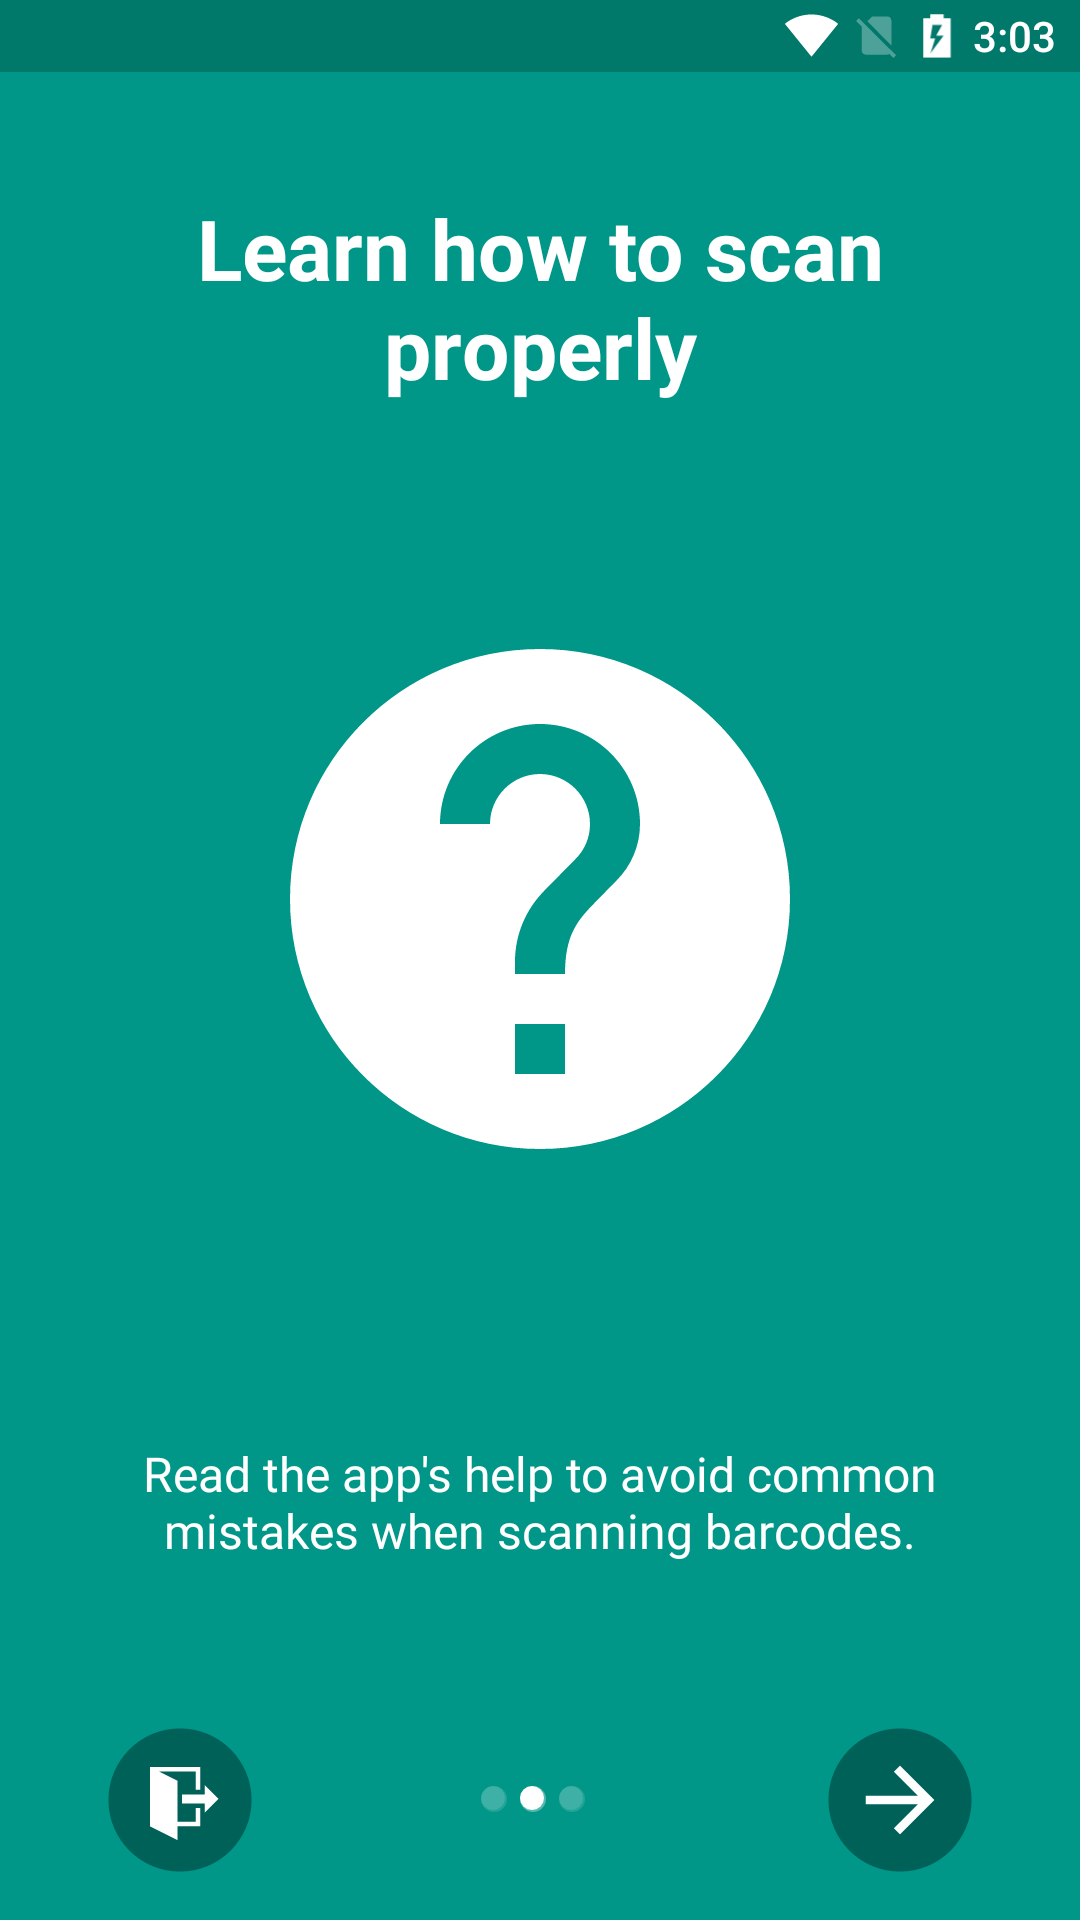 3:03
Learn how to scan
properly
Read the app's help to avoid common
mistakes when scanning barcodes.